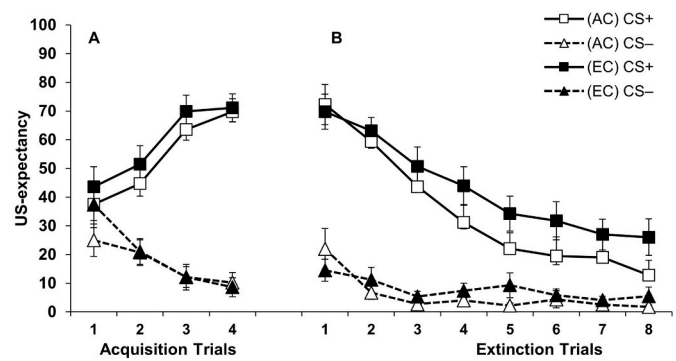 A
B
(AC) CS+
(AC) CS–
(EC) CS+
(EC) CS–
US-expectancy
100
90
80
70
60
50
40
30
20
10
0
1 2 3 4
1 2 3 4 5 6 7 8
Acquisition Trials
Extinction Trials